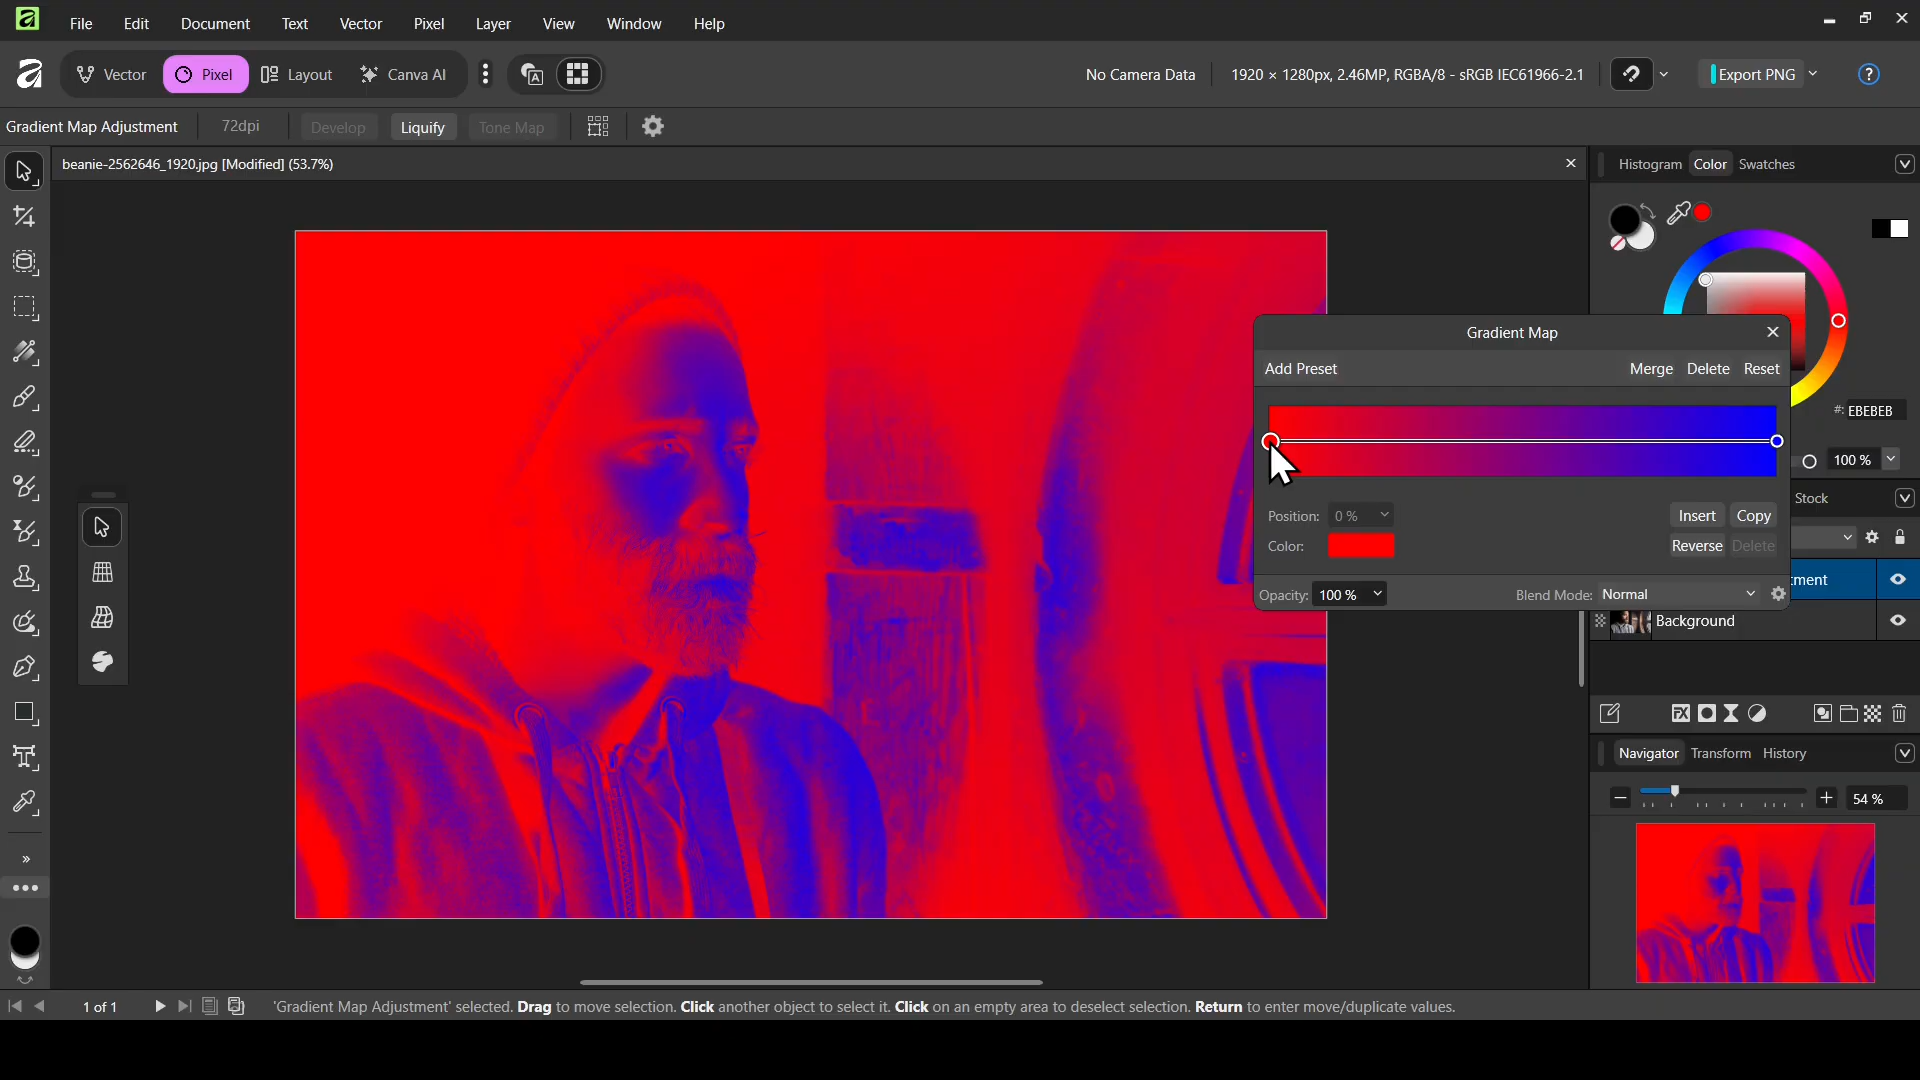 File Edit Document Text Vector Pixel Layer View Window Help
Vector Pixel Layout Canva AI No Camera Data 1920 × 1280px, 2.46MP, RGBA/8 - sRGB IEC61966-2.1 Export PNG ?
Gradient Map Adjustment 72dpi Develop Liquify Tone Map
beanie-2562646_1920.jpg [Modified] (53.7%)
Histogram Color Swatches
Gradient Map
Add Preset Merge Delete Reset
#: EBEBEB
100 %
Stock
Position: 0 % Insert Copy
Color: Reverse Delete
Opacity: 100 % Blend Mode: Normal
tment
Background
FX
Navigator Transform History
54 %
1 of 1 'Gradient Map Adjustment' selected. Drag to move selection. Click another object to select it. Click on an empty area to deselect selection. Return to enter move/duplicate values.